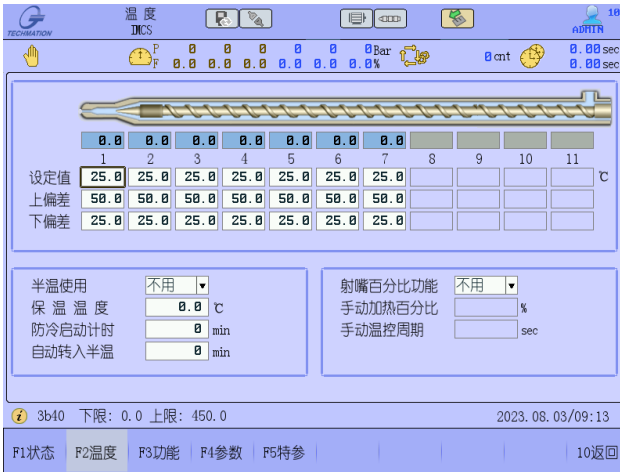 TECHMATION
温 度
IMCS
ADMIN
10
P 0 0 0 0 0 0Bar
F 0.0 0.0 0.0 0.0 0.0 0.0%
0 cnt
0.00 sec
0.00 sec
0.0 0.0 0.0 0.0 0.0 0.0 0.0
1 2 3 4 5 6 7 8 9 10 11
设定值 25.0 25.0 25.0 25.0 25.0 25.0 25.0 ℃
上偏差 50.0 50.0 50.0 50.0 50.0 50.0 50.0
下偏差 25.0 25.0 25.0 25.0 25.0 25.0 25.0
半温使用 不用
保 温 温 度 0.0 ℃
防冷启动计时 0 min
自动转入半温 0 min
射嘴百分比功能 不用
手动加热百分比 %
手动温控周期 sec
i 3b40 下限: 0.0 上限: 450.0 2023.08.03/09:13
F1状态 F2温度 F3功能 F4参数 F5特参 10返回